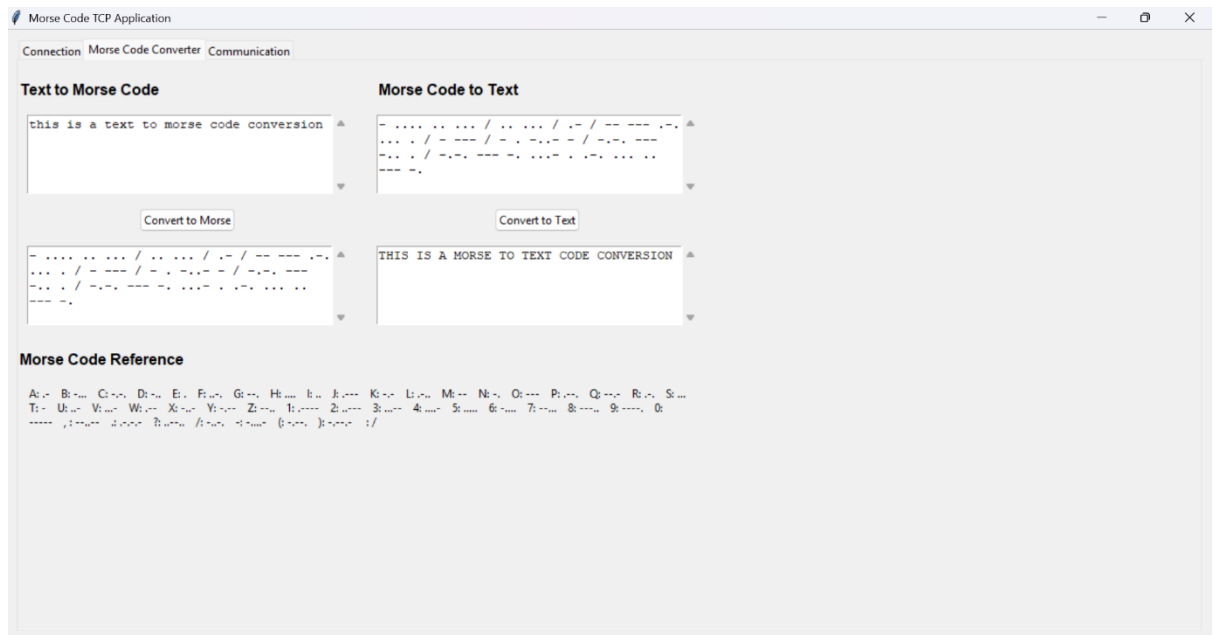 Morse Code TCP Application
Connection Morse Code Converter Communication
Text to Morse Code
this is a text to morse code conversion
Convert to Morse
- .... .. ... / .. ... / .- / -- --- .-.
... . / - --- / - . -..- - / -.-. ---
-.. . / -.-. --- -. ...- . .-. ... ..
--- -.
Morse Code to Text
- .... .. ... / .. ... / .- / -- --- .-.
... . / - --- / - . -..- - / -.-. ---
-.. . / -.-. --- -. ...- . .-. ... ..
--- -.
Convert to Text
THIS IS A MORSE TO TEXT CODE CONVERSION
Morse Code Reference
A: .- B: -... C: -.-. D: -.. E: . F: ..-. G: --. H: .... I: .. J: .--- K: -.- L: .-.. M: -- N: -. O: --- P: .--. Q: --.- R: .-. S: ...
T: - U: ..- V: ...- W: .-- X: -..- Y: -.-- Z: --.. 1: .---- 2: ..--- 3: ...-- 4: ....- 5: ..... 6: -.... 7: --... 8: ---.. 9: ----. 0:
----- , : --..-- .: .-.-.- ?: ..--.. /: -..-. -: -....- (: -.--. ): -.--.- : /